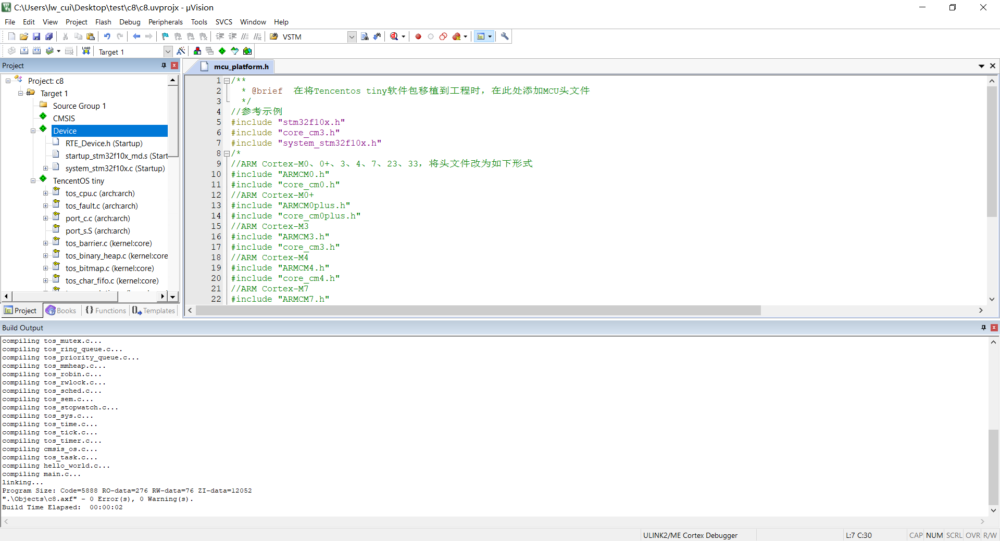 C:\Users\lw_cui\Desktop\test\c8\c8.uvprojx - µVision
File Edit View Project Flash Debug Peripherals Tools SVCS Window Help
VSTM
LOAD Target 1
Project
Project: c8
Target 1
Source Group 1
CMSIS
Device
RTE_Device.h (Startup)
startup_stm32f10x_md.s (Start
system_stm32f10x.c (Startup)
TencentOS tiny
tos_cpu.c (arch:arch)
tos_fault.c (arch:arch)
port_c.c (arch:arch)
port_s.S (arch:arch)
tos_barrier.c (kernel:core)
tos_binary_heap.c (kernel:core
tos_bitmap.c (kernel:core)
tos_char_fifo.c (kernel:core)
Project Books Functions Templates
mcu_platform.h
1 /**
2 * @brief 在将Tencentos tiny软件包移植到工程时，在此处添加MCU头文件
3 */
4 //参考示例
5 #include "stm32f10x.h"
6 #include "core_cm3.h"
7 #include "system_stm32f10x.h"
8 /*
9 //ARM Cortex-M0、0+、3、4、7、23、33，将头文件改为如下形式
10 #include "ARMCM0.h"
11 #include "core_cm0.h"
12 //ARM Cortex-M0+
13 #include "ARMCM0plus.h"
14 #include "core_cm0plus.h"
15 //ARM Cortex-M3
16 #include "ARMCM3.h"
17 #include "core_cm3.h"
18 //ARM Cortex-M4
19 #include "ARMCM4.h"
20 #include "core_cm4.h"
21 //ARM Cortex-M7
22 #include "ARMCM7.h"
Build Output
compiling tos_mutex.c...
compiling tos_ring_queue.c...
compiling tos_priority_queue.c...
compiling tos_mmheap.c...
compiling tos_robin.c...
compiling tos_rwlock.c...
compiling tos_sched.c...
compiling tos_sem.c...
compiling tos_stopwatch.c...
compiling tos_sys.c...
compiling tos_time.c...
compiling tos_tick.c...
compiling tos_timer.c...
compiling cmsis_os.c...
compiling tos_task.c...
compiling hello_world.c...
compiling main.c...
linking...
Program Size: Code=5888 RO-data=276 RW-data=76 ZI-data=12052
".\Objects\c8.axf" - 0 Error(s), 0 Warning(s).
Build Time Elapsed:  00:00:02
ULINK2/ME Cortex Debugger L:7 C:30 CAP NUM SCRL OVR R/W